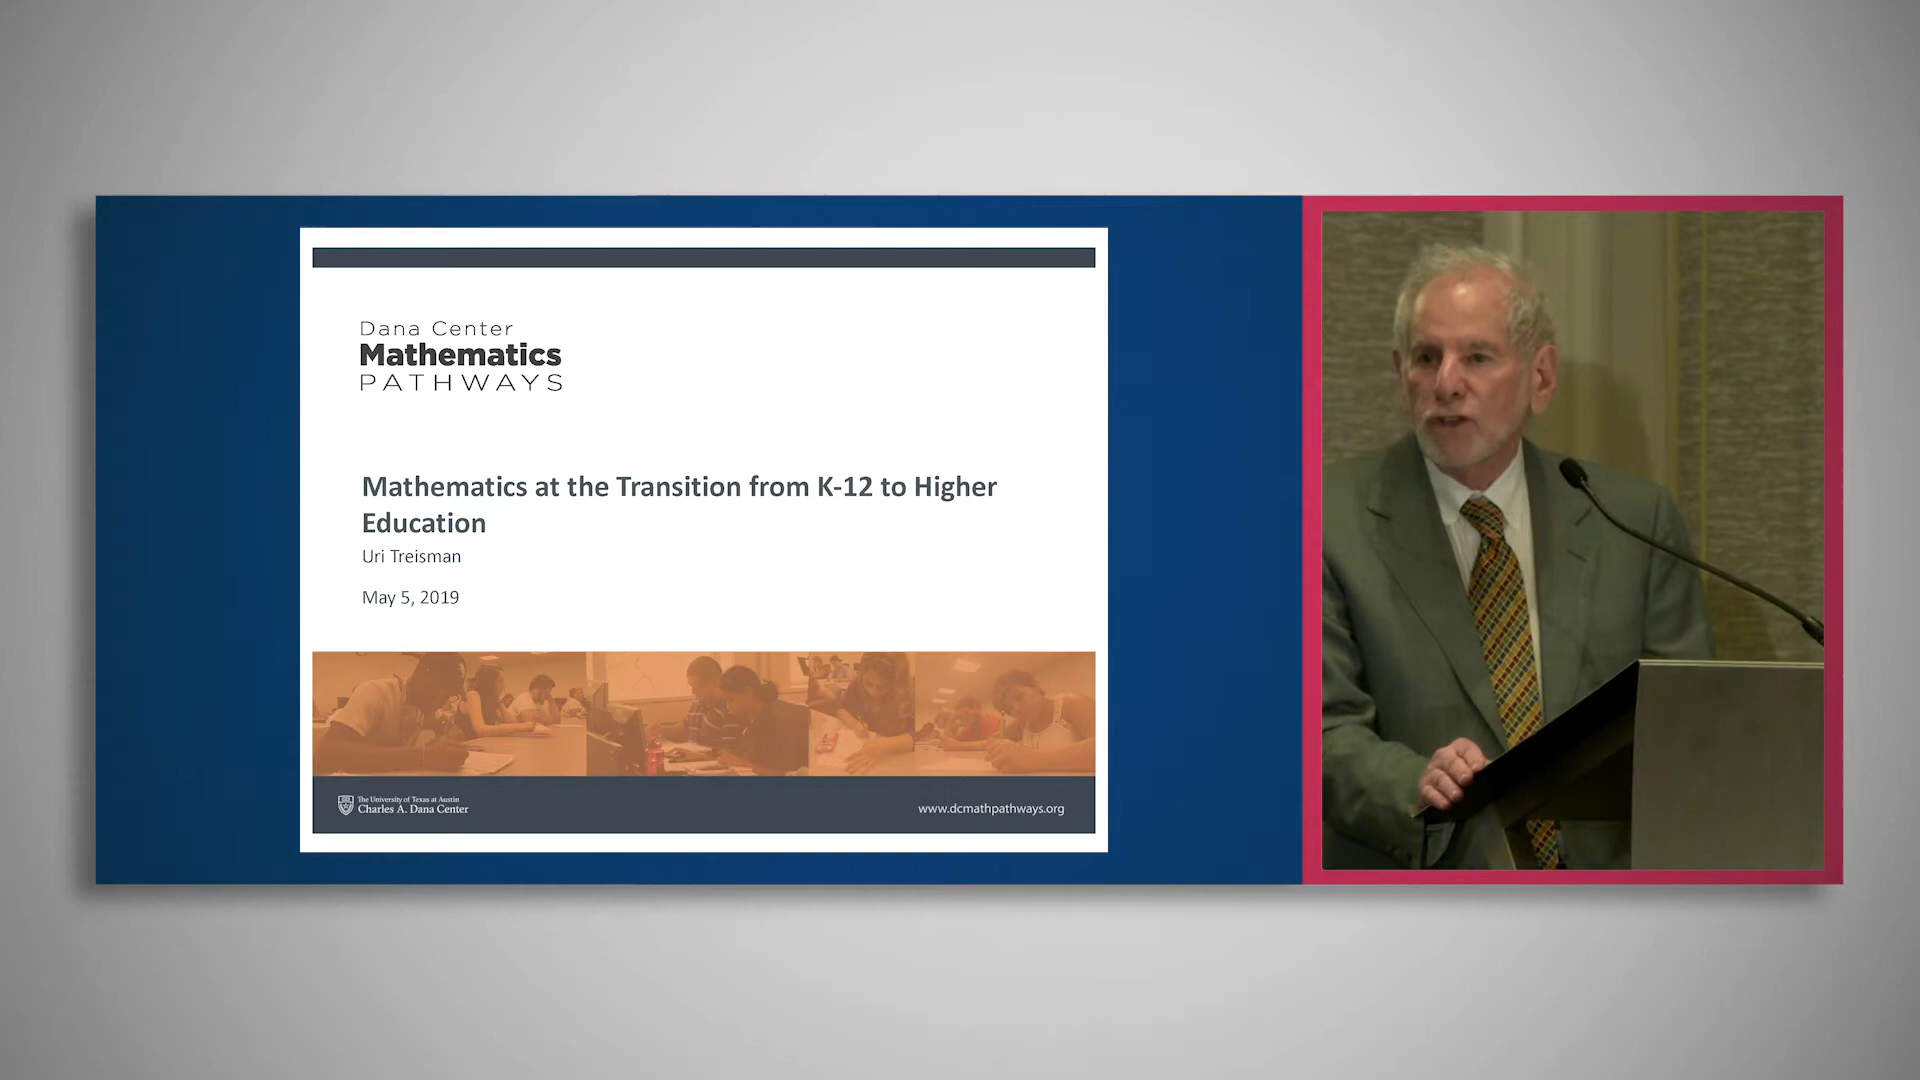 Dana Center
Mathematics
PATHWAYS
Mathematics at the Transition from K-12 to Higher
Education
Uri Treisman
May 5, 2019
The University of Texas at Austin
Charles A. Dana Center
www.dcmathpathways.org